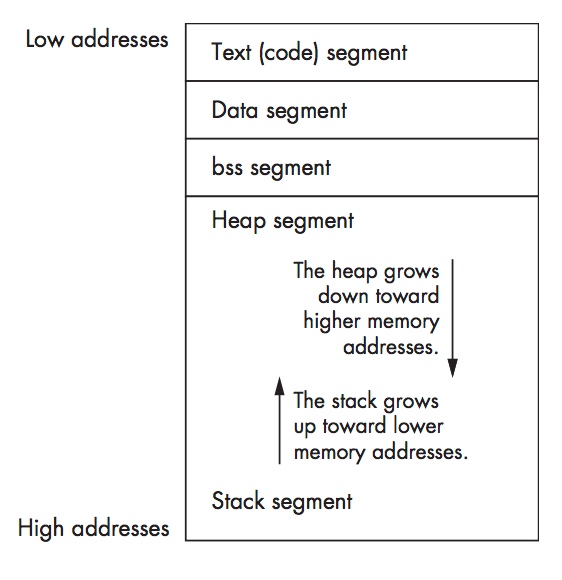 Low addresses
Text (code) segment
Data segment
bss segment
Heap segment
The heap grows
down toward
higher memory
addresses.
The stack grows
up toward lower
memory addresses.
Stack segment
High addresses